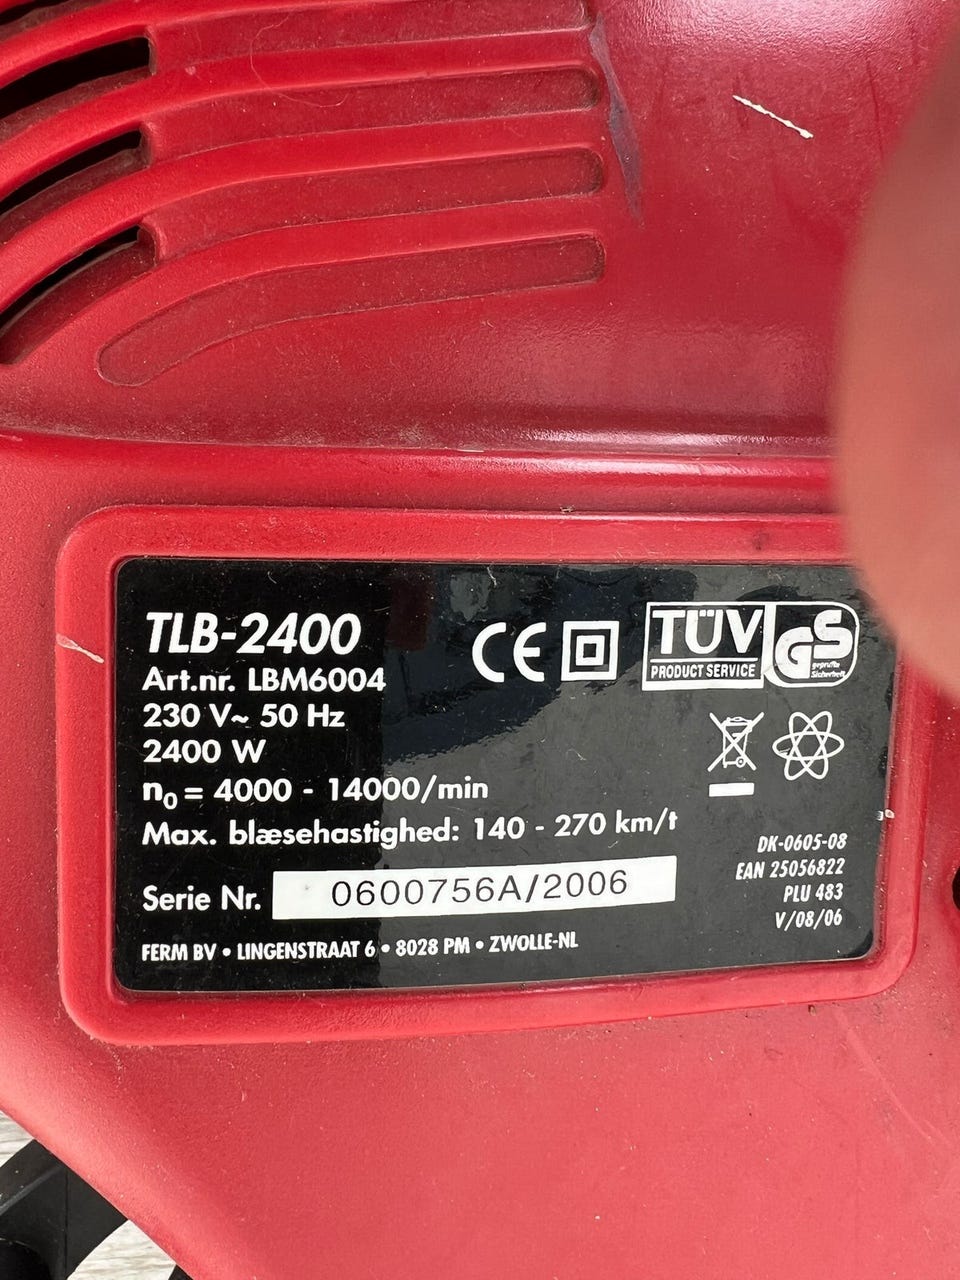 TLB-2400
Art.nr. LBM6004
230 V~ 50 Hz
2400 W
n0 = 4000 - 14000/min
Max. blæsehastighed: 140 - 270 km/t
Serie Nr. 0600756A/2006
FERM BV • LINGENSTRAAT 6 • 8028 PM • ZWOLLE-NL
CE
TÜV
PRODUCT SERVICE
GS
geprüfte
Sicherheit
DK-0605-08
EAN 25056822
PLU 483
V/08/06